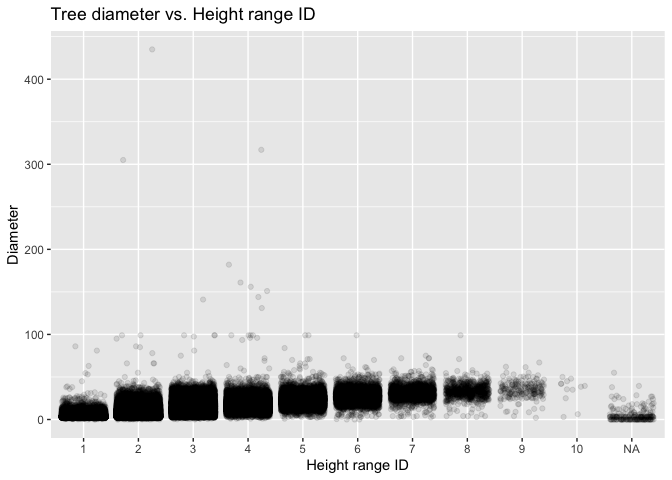 Tree diameter vs. Height range ID
400
300
200
100
0
Diameter
1 2 3 4 5 6 7 8 9 10 NA
Height range ID